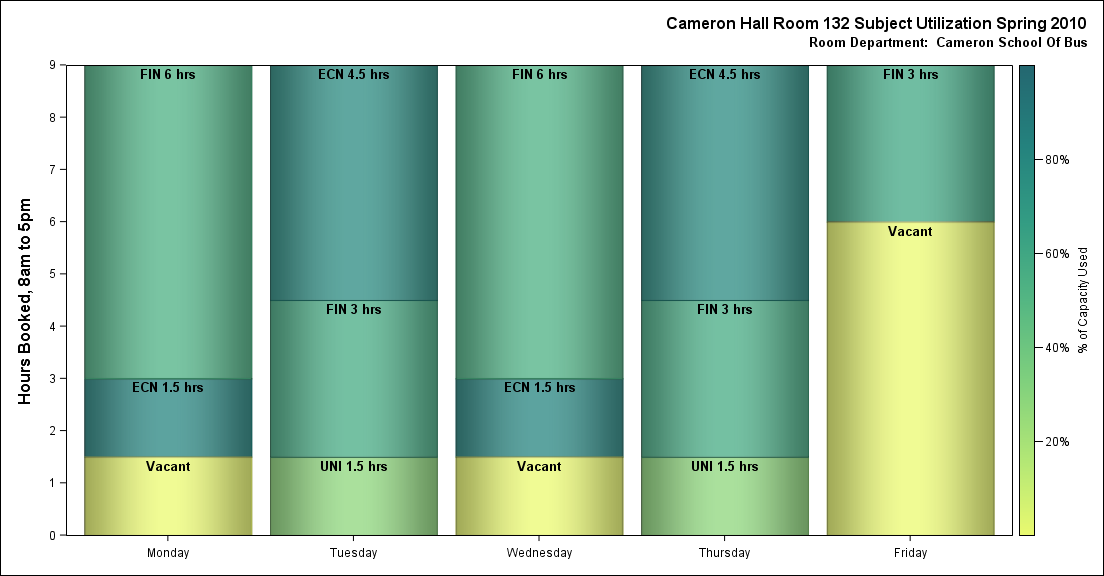 Cameron Hall Room 132 Subject Utilization Spring 2010
Room Department:  Cameron School Of Bus
Hours Booked, 8am to 5pm
9
8
7
6
5
4
3
2
1
0
FIN 6 hrs
ECN 1.5 hrs
Vacant
ECN 4.5 hrs
FIN 3 hrs
UNI 1.5 hrs
FIN 6 hrs
ECN 1.5 hrs
Vacant
ECN 4.5 hrs
FIN 3 hrs
UNI 1.5 hrs
FIN 3 hrs
Vacant
Monday
Tuesday
Wednesday
Thursday
Friday
80%
60%
40%
20%
% of Capacity Used